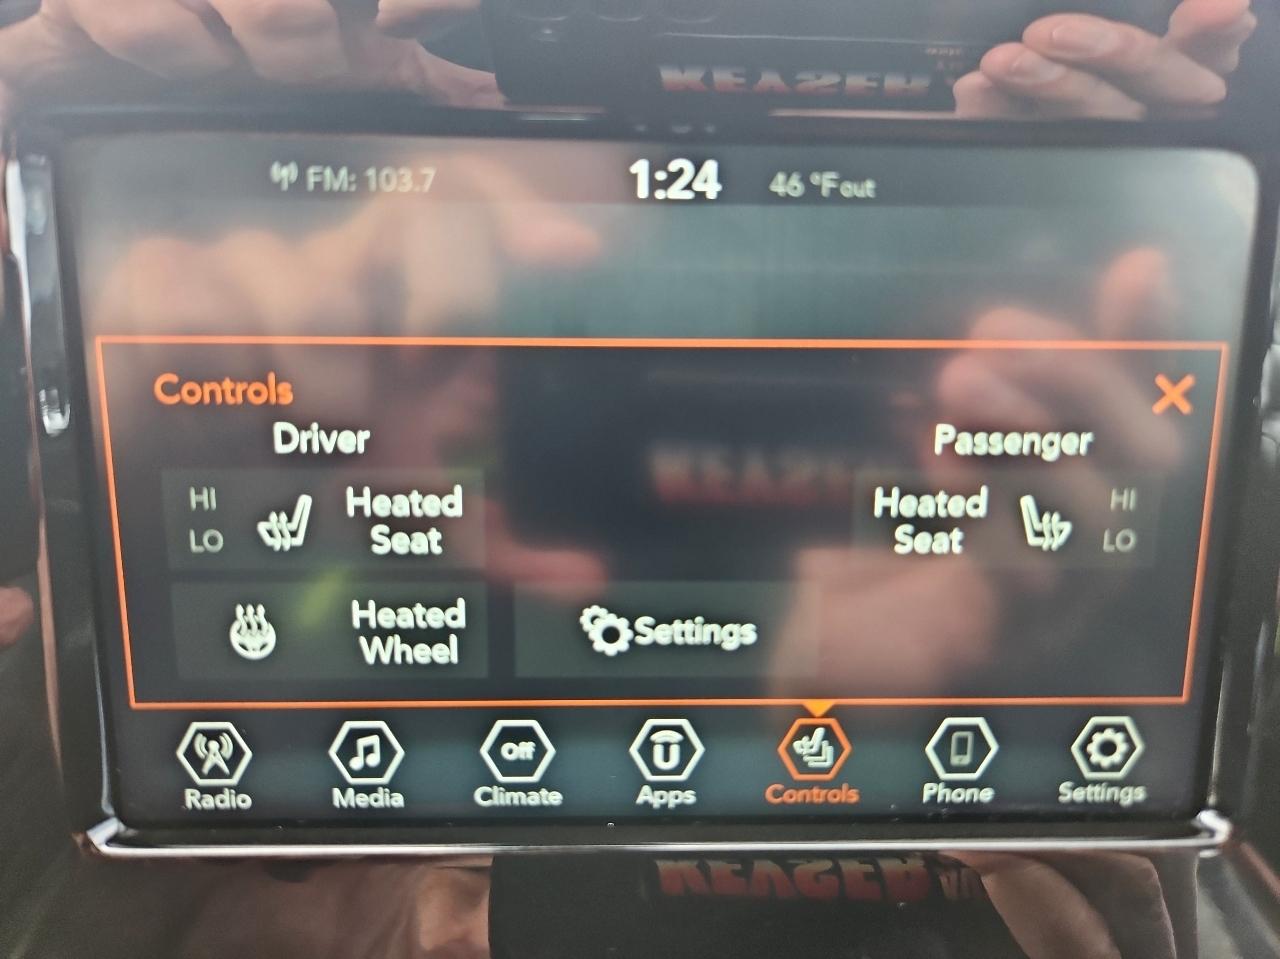 FM: 103.7 1:24 46 °F out
Controls
Driver Passenger
HI Heated Heated HI
LO Seat Seat LO
Heated Settings
Wheel
Off U
Radio Media Climate Apps Controls Phone Settings